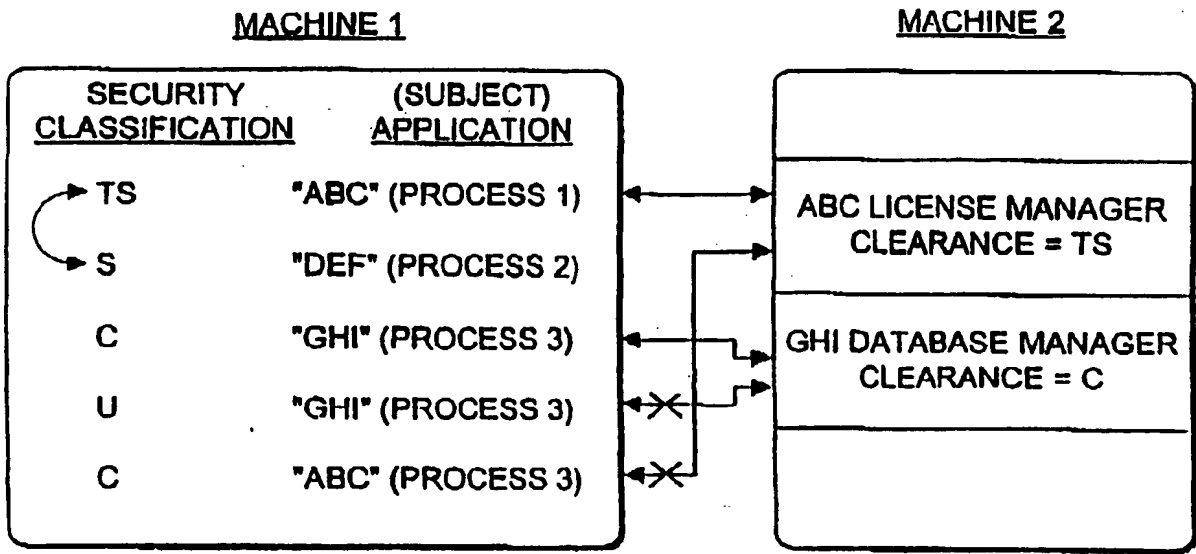 MACHINE 1
MACHINE 2
SECURITY CLASSIFICATION
(SUBJECT) APPLICATION
TS "ABC" (PROCESS 1)
S "DEF" (PROCESS 2)
C "GHI" (PROCESS 3)
U "GHI" (PROCESS 3)
C "ABC" (PROCESS 3)
ABC LICENSE MANAGER
CLEARANCE = TS
GHI DATABASE MANAGER
CLEARANCE = C